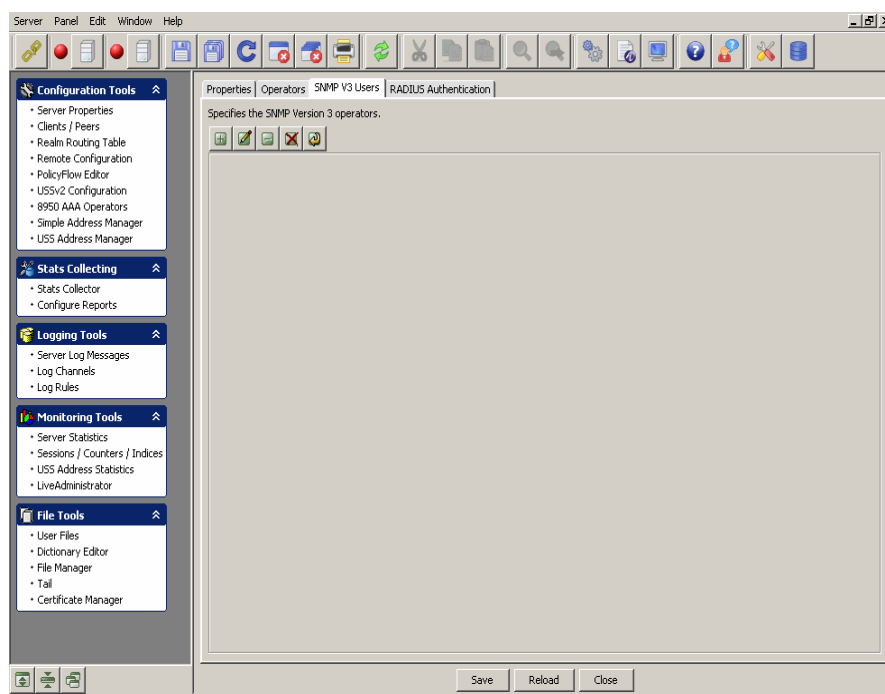 Server Panel Edit Window Help
Configuration Tools
Server Properties
Clients / Peers
Realm Routing Table
Remote Configuration
PolicyFlow Editor
USSv2 Configuration
8950 AAA Operators
Simple Address Manager
USS Address Manager
Stats Collecting
Stats Collector
Configure Reports
Logging Tools
Server Log Messages
Log Channels
Log Rules
Monitoring Tools
Server Statistics
Sessions / Counters / Indices
USS Address Statistics
LiveAdministrator
File Tools
User Files
Dictionary Editor
File Manager
Tail
Certificate Manager
Properties Operators SNMP V3 Users RADIUS Authentication
Specifies the SNMP Version 3 operators.
Save Reload Close